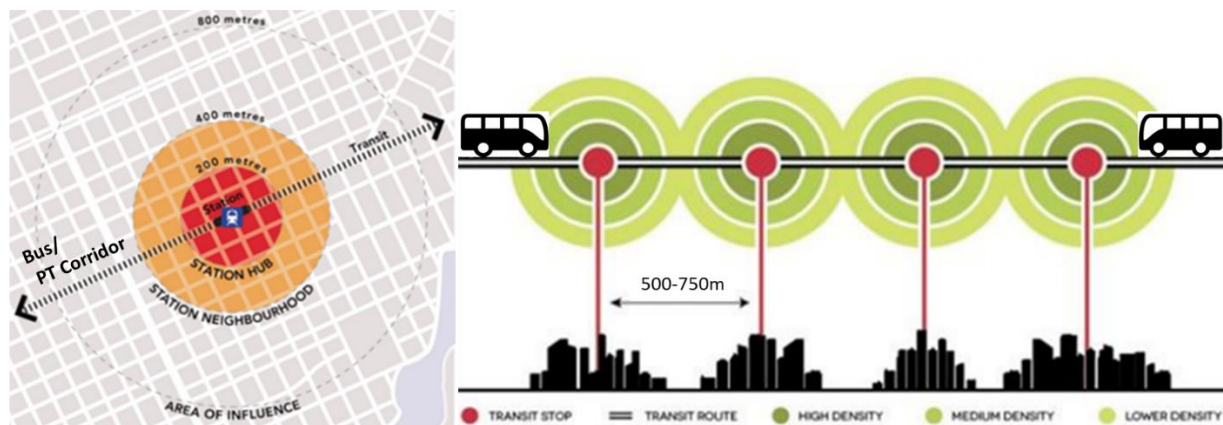 800 metres
400 metres
200 metres
Transit
Station
Bus/
PT Corridor
STATION HUB
STATION NEIGHBOURHOOD
AREA OF INFLUENCE
500-750m
TRANSIT STOP
TRANSIT ROUTE
HIGH DENSITY
MEDIUM DENSITY
LOWER DENSITY